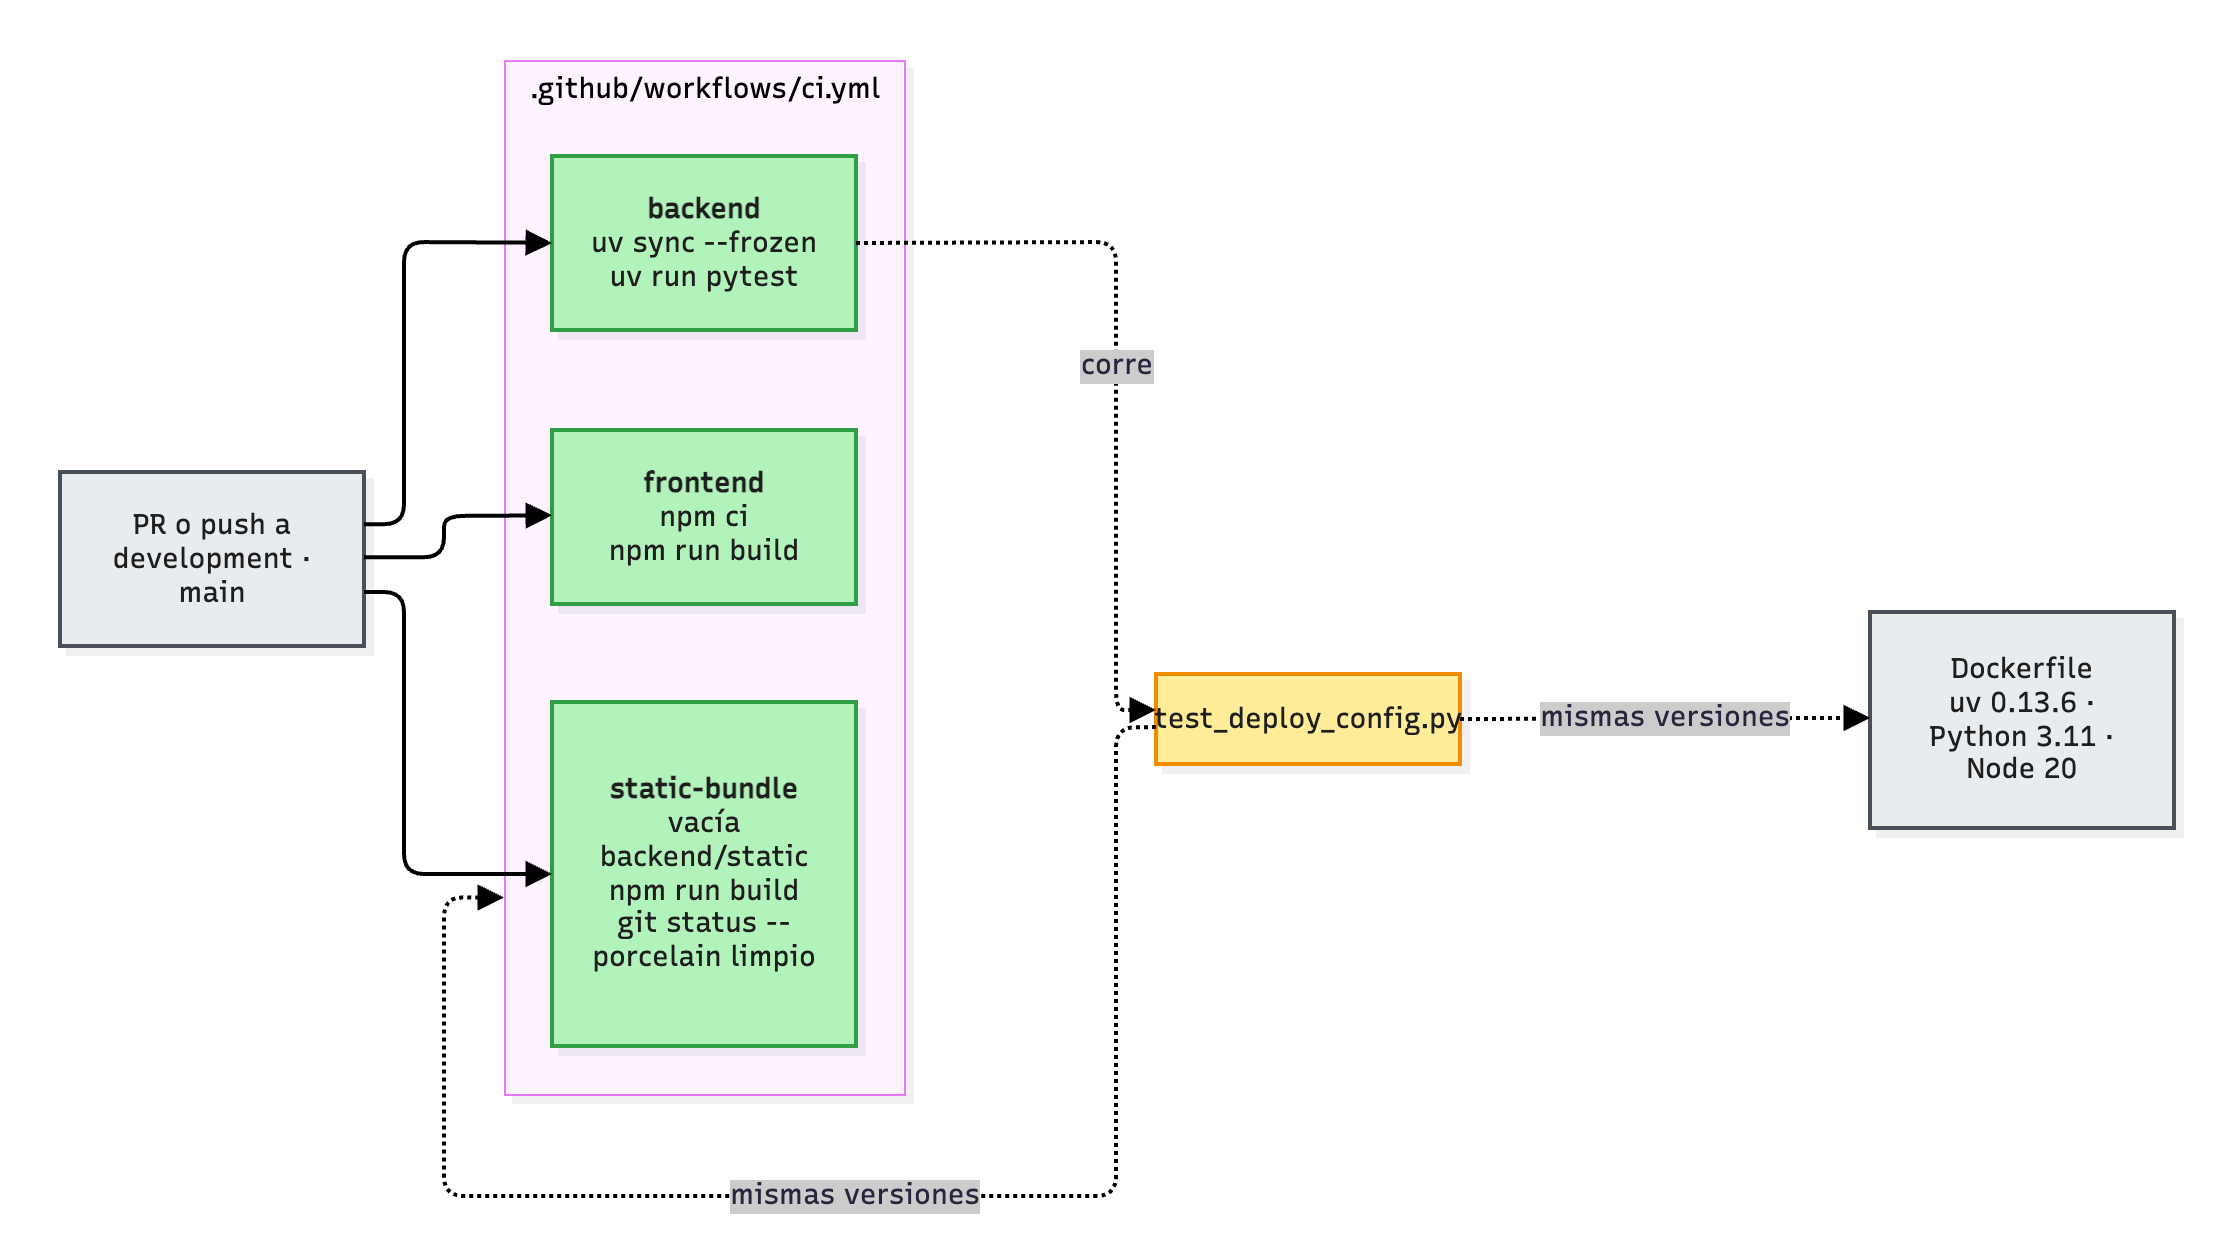 .github/workflows/ci.yml
backend
uv sync --frozen
uv run pytest
corre
frontend
npm ci
npm run build
PR o push a
development ·
main
static-bundle
vacía
backend/static
npm run build
git status --
porcelain limpio
test_deploy_config.py
mismas versiones
Dockerfile
uv 0.13.6 ·
Python 3.11 ·
Node 20
mismas versiones